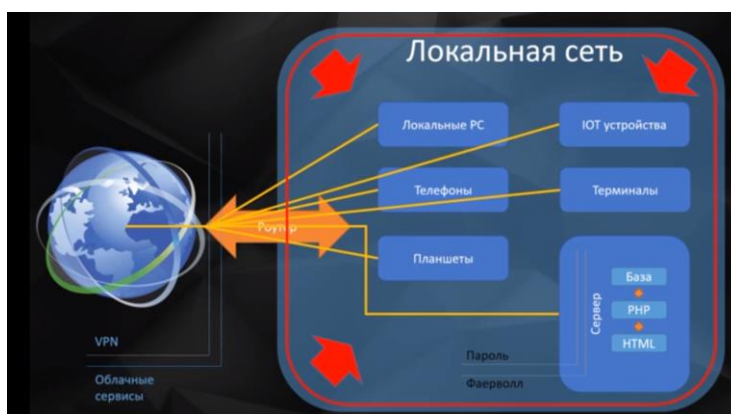 Локальная сеть
Локальные PC
IOT устройства
Телефоны
Терминалы
Роутер
Планшеты
База
PHP
HTML
Сервер
VPN
Пароль
Облачные
сервисы
Фаерволл